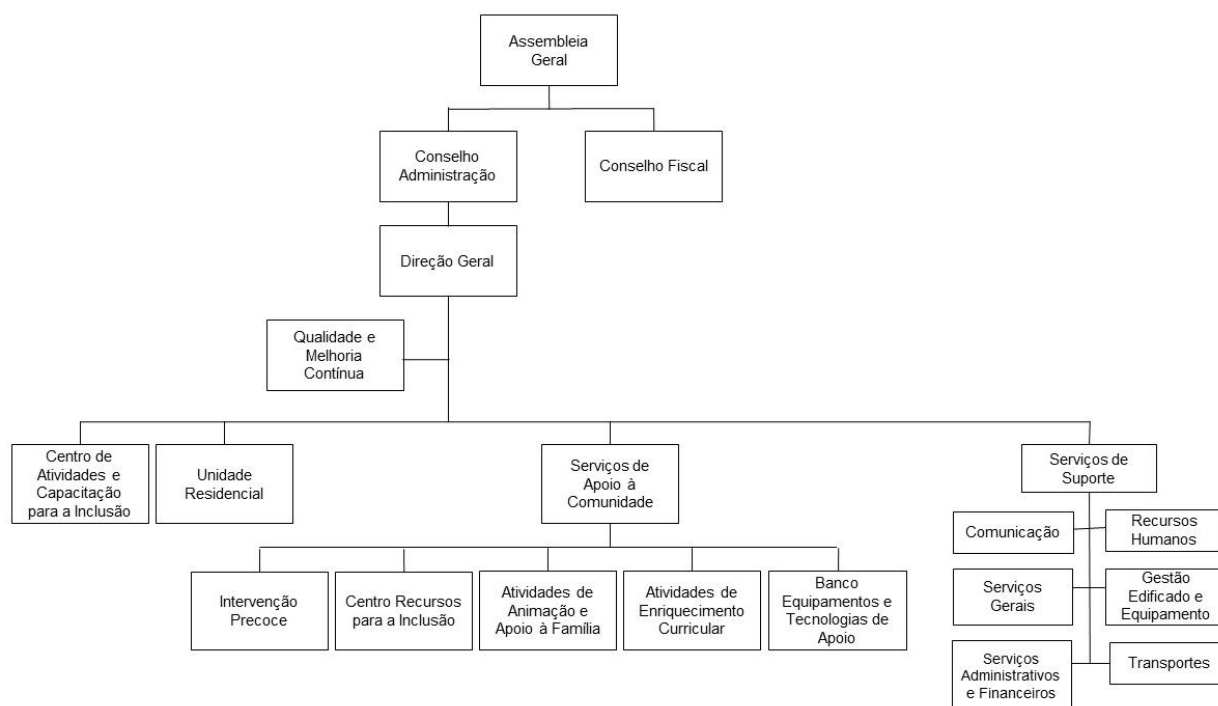 Assembleia
Geral
Conselho
Administração
Conselho Fiscal
Direção Geral
Qualidade e
Melhoria
Contínua
Centro de
Atividades e
Capacitação
para a Inclusão
Unidade
Residencial
Serviços de
Apoio à
Comunidade
Serviços de
Suporte
Intervenção
Precoce
Centro Recursos
para a Inclusão
Atividades de
Animação e
Apoio à Família
Atividades de
Enriquecimento
Curricular
Banco
Equipamentos e
Tecnologias de
Apoio
Comunicação
Recursos
Humanos
Serviços
Gerais
Gestão
Edificado e
Equipamento
Serviços
Administrativos
e Financeiros
Transportes